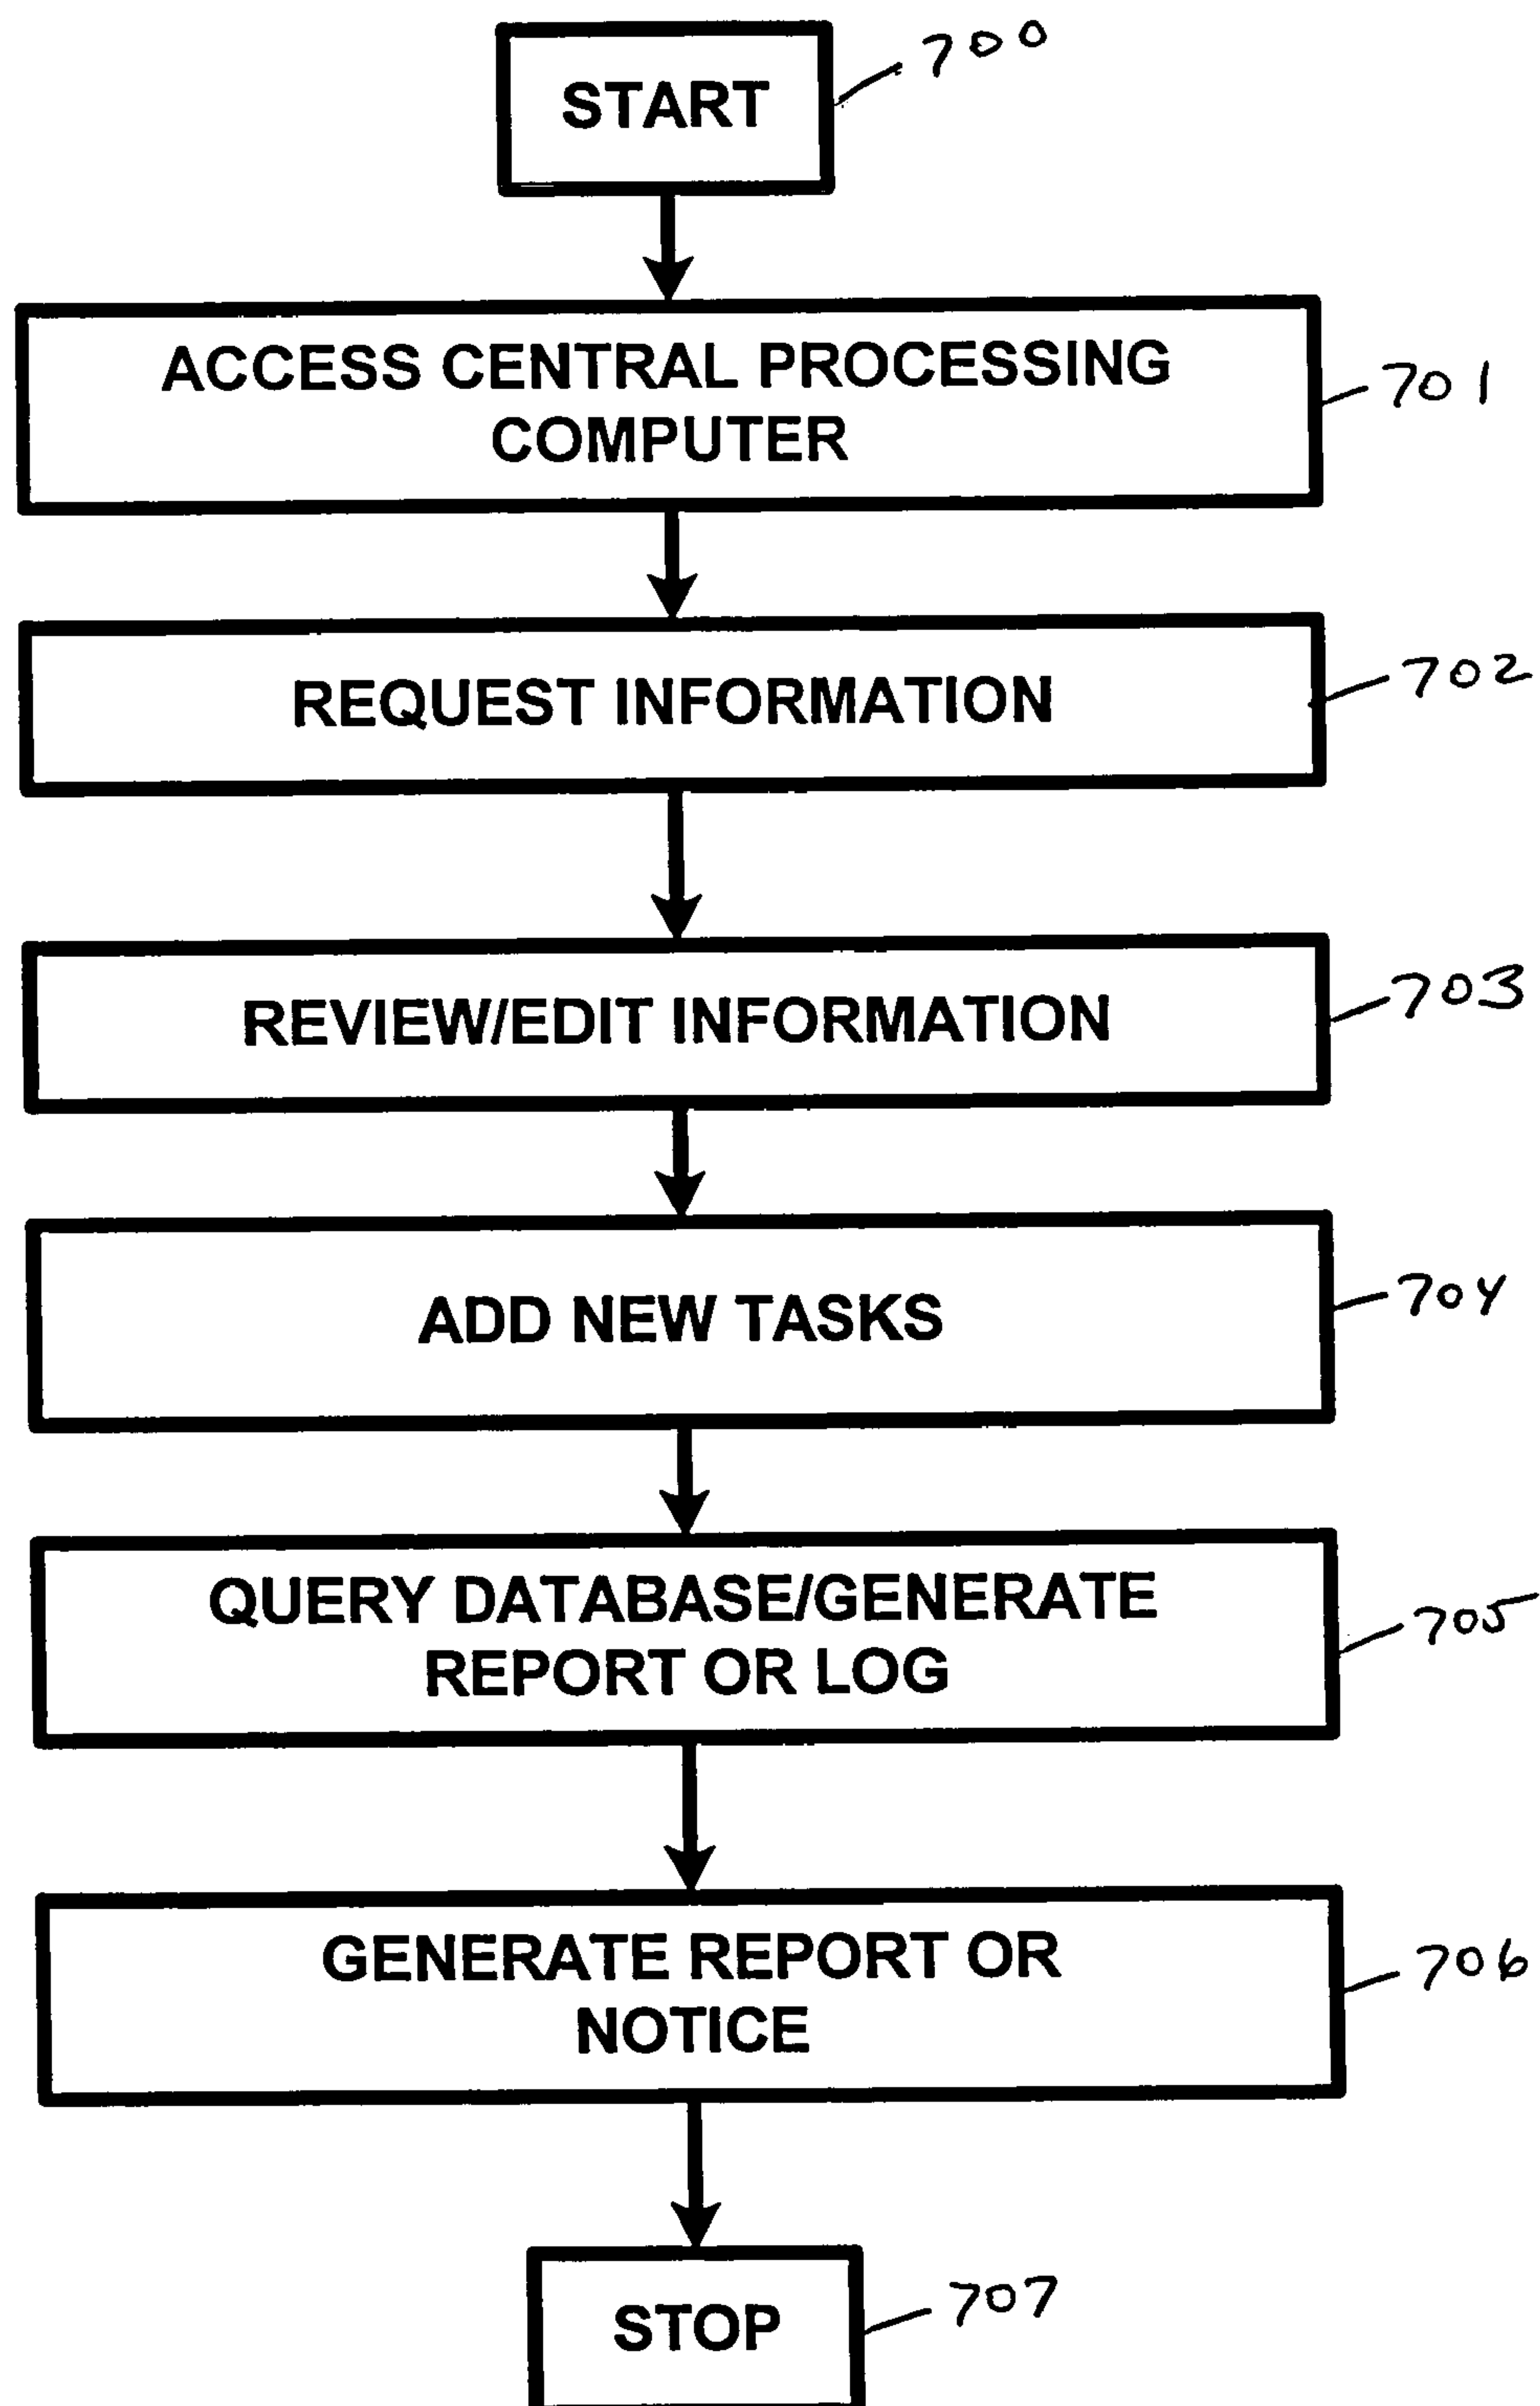 START
700
ACCESS CENTRAL PROCESSING
COMPUTER
701
REQUEST INFORMATION
702
REVIEW/EDIT INFORMATION
703
ADD NEW TASKS
704
QUERY DATABASE/GENERATE
REPORT OR LOG
705
GENERATE REPORT OR
NOTICE
706
STOP
707